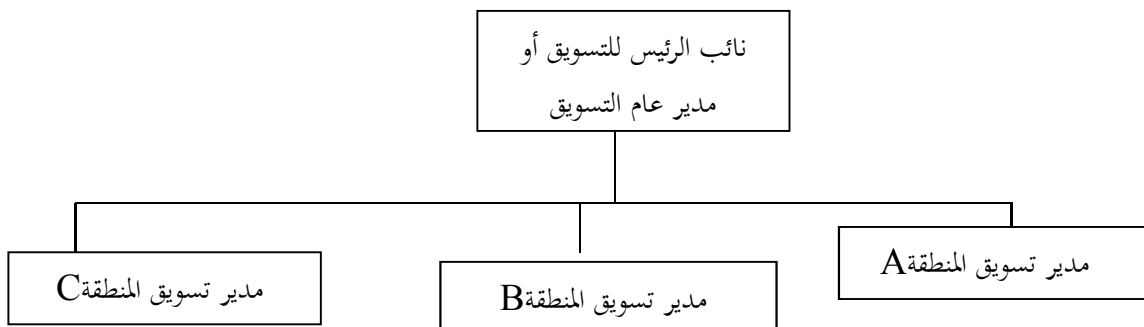 نائب الرئيس للتسويق أو
مدير عام التسويق
مدير تسويق المنطقةA
مدير تسويق المنطقةB
مدير تسويق المنطقةC